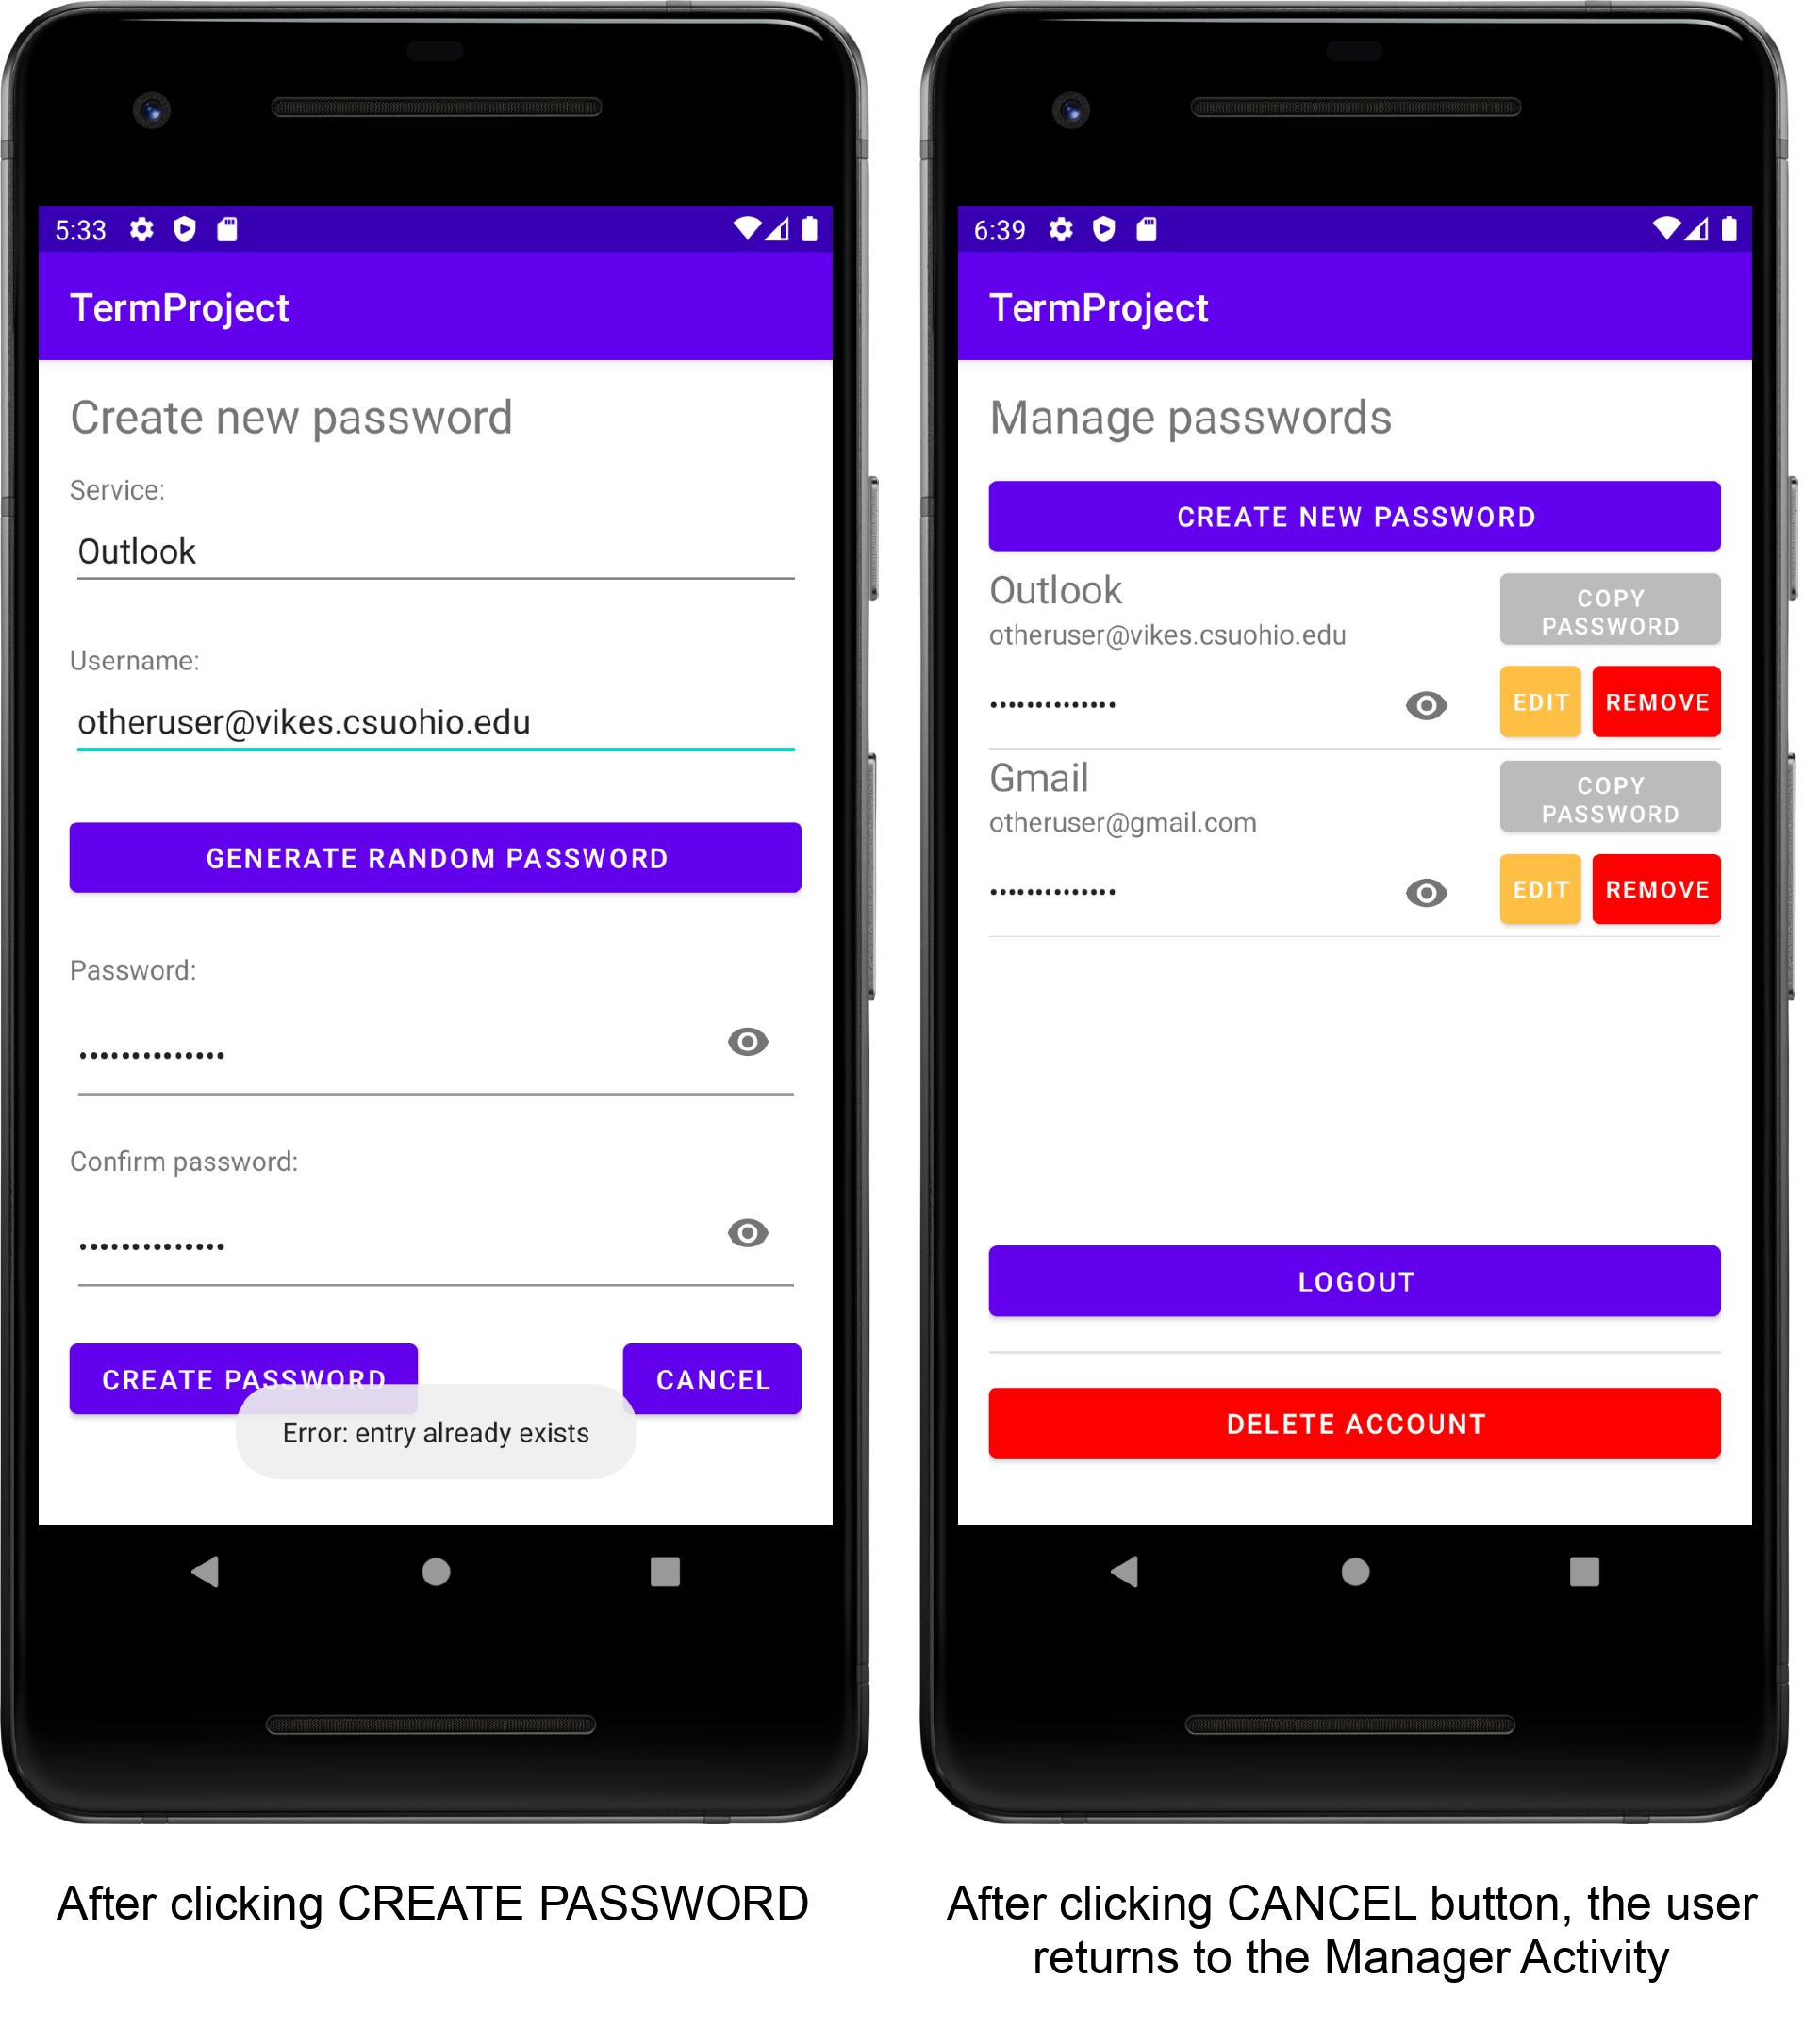 5:33
TermProject
Create new password
Service:
Outlook
Username:
otheruser@vikes.csuohio.edu
GENERATE RANDOM PASSWORD
Password:
••••••••••••••
Confirm password:
••••••••••••••
CREATE PASSWORD
CANCEL
Error: entry already exists
After clicking CREATE PASSWORD
6:39
TermProject
Manage passwords
CREATE NEW PASSWORD
Outlook
otheruser@vikes.csuohio.edu
COPY
PASSWORD
••••••••••••••
EDIT
REMOVE
Gmail
otheruser@gmail.com
COPY
PASSWORD
••••••••••••••
EDIT
REMOVE
LOGOUT
DELETE ACCOUNT
After clicking CANCEL button, the user
returns to the Manager Activity